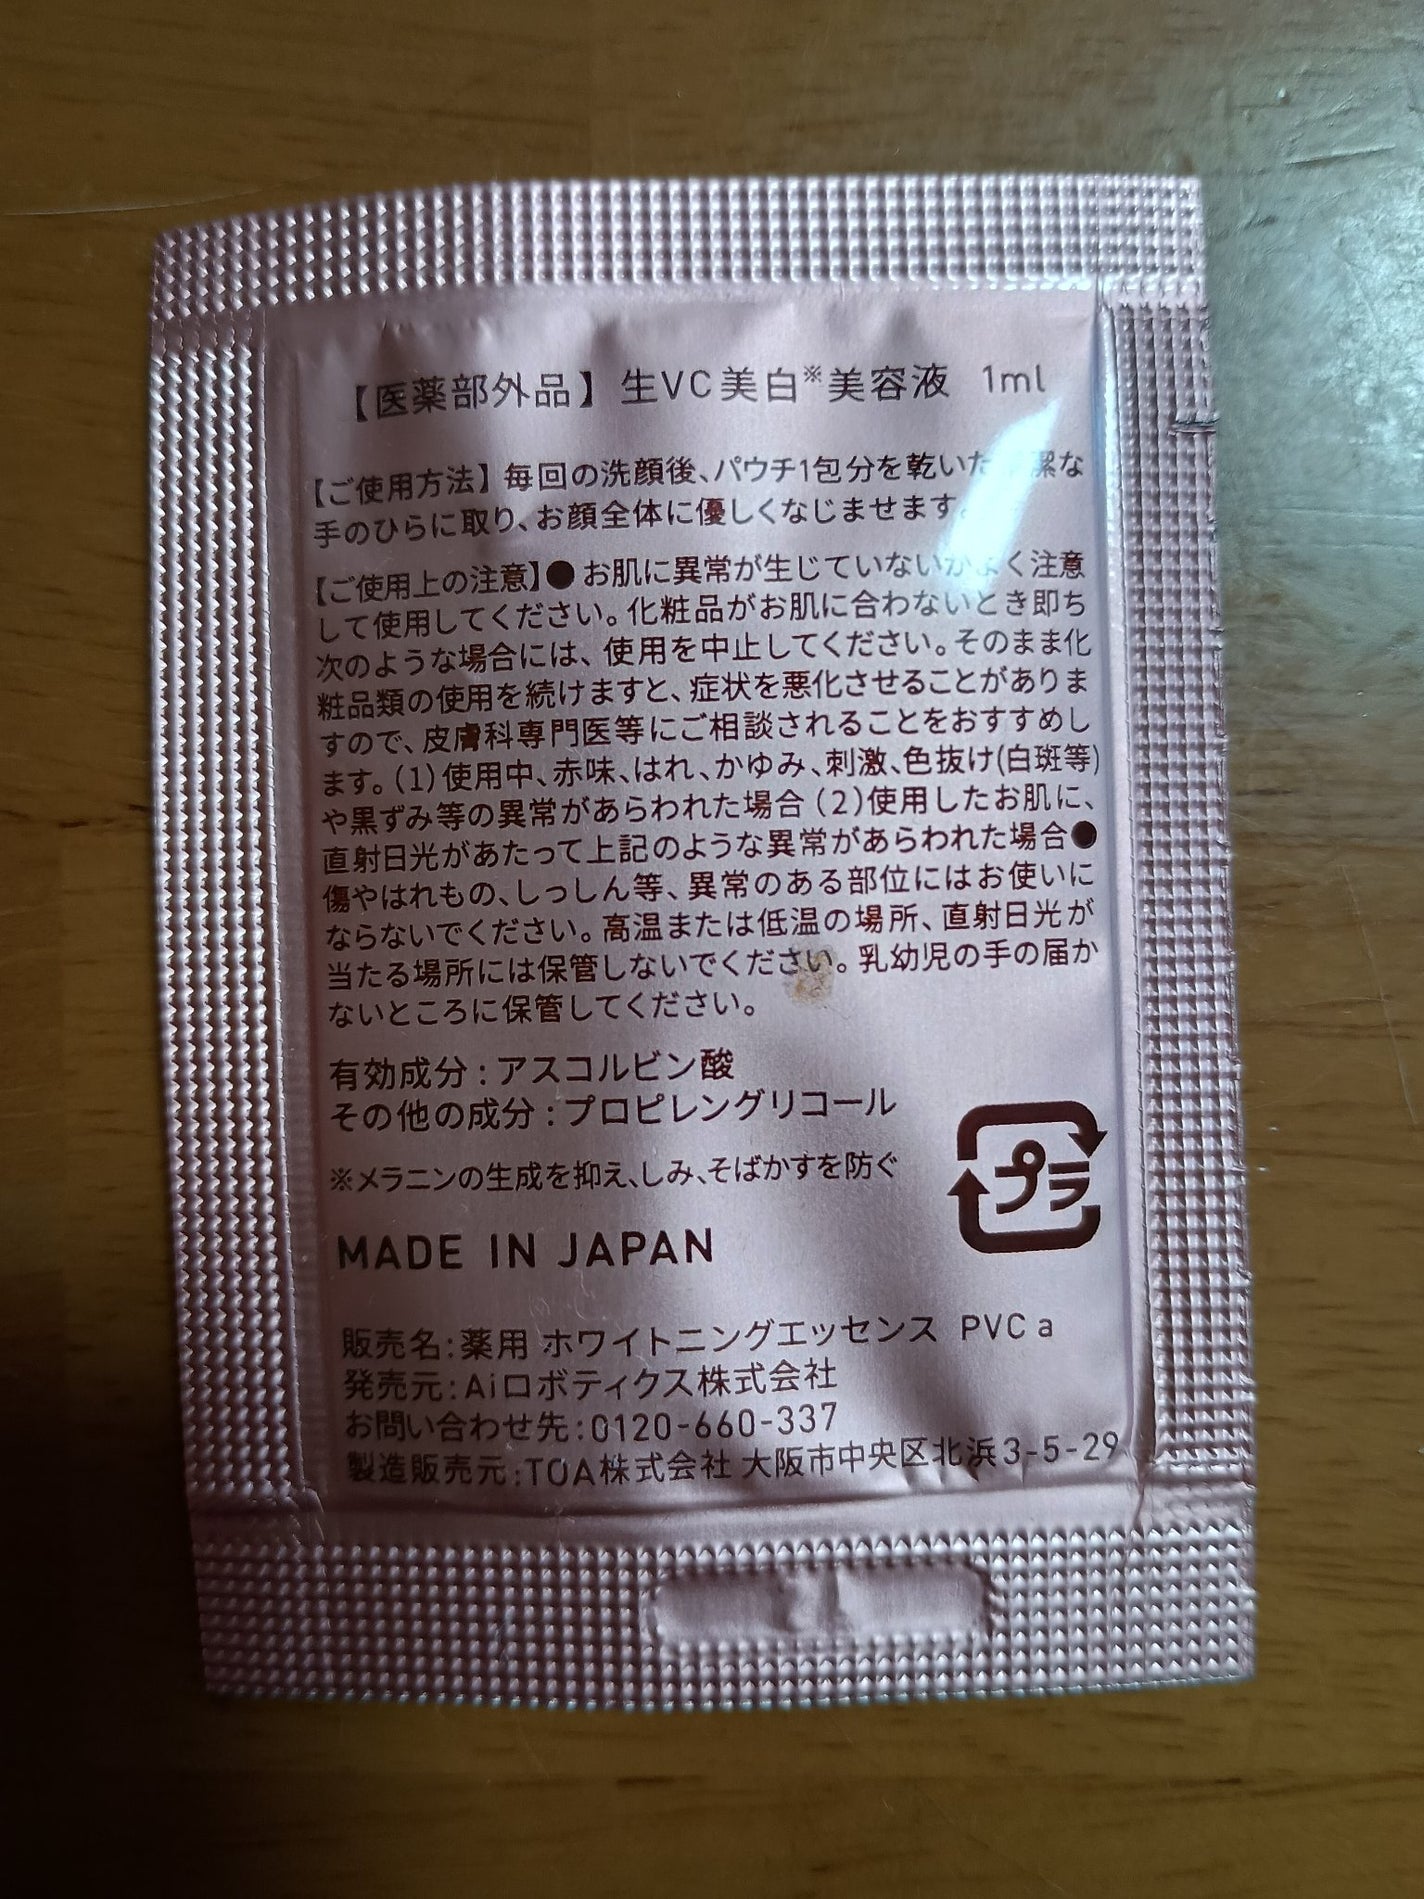 【医薬部外品】生VC美白※美容液 1ml
【ご使用方法】毎回の洗顔後、パウチ1包分を乾いた 潔な
手のひらに取り、お顔全体に優しくなじませます。
【ご使用上の注意】●お肌に異常が生じていないかよく注意
して使用してください。化粧品がお肌に合わないとき即ち
次のような場合には、使用を中止してください。そのまま化
粧品類の使用を続けますと、症状を悪化させることがありま
すので、皮膚科専門医等にご相談されることをおすすめし
ます。(1)使用中、赤味、はれ、かゆみ、刺激、色抜け(白斑等)
や黒ずみ等の異常があらわれた場合(2)使用したお肌に、
直射日光があたって上記のような異常があらわれた場合●
傷やはれもの、しっしん等、異常のある部位にはお使いに
ならないでください。高温または低温の場所、直射日光が
当たる場所には保管しないでください。乳幼児の手の届か
ないところに保管してください。
有効成分:アスコルビン酸
その他の成分:プロピレングリコール
※メラニンの生成を抑え、しみ、そばかすを防ぐ
プラ
MADE IN JAPAN
販売名:薬用 ホワイトニングエッセンス PVC a
発売元:Aiロボティクス株式会社
お問い合わせ先:0120-660-337
製造販売元:TOA株式会社 大阪市中央区北浜3-5-29